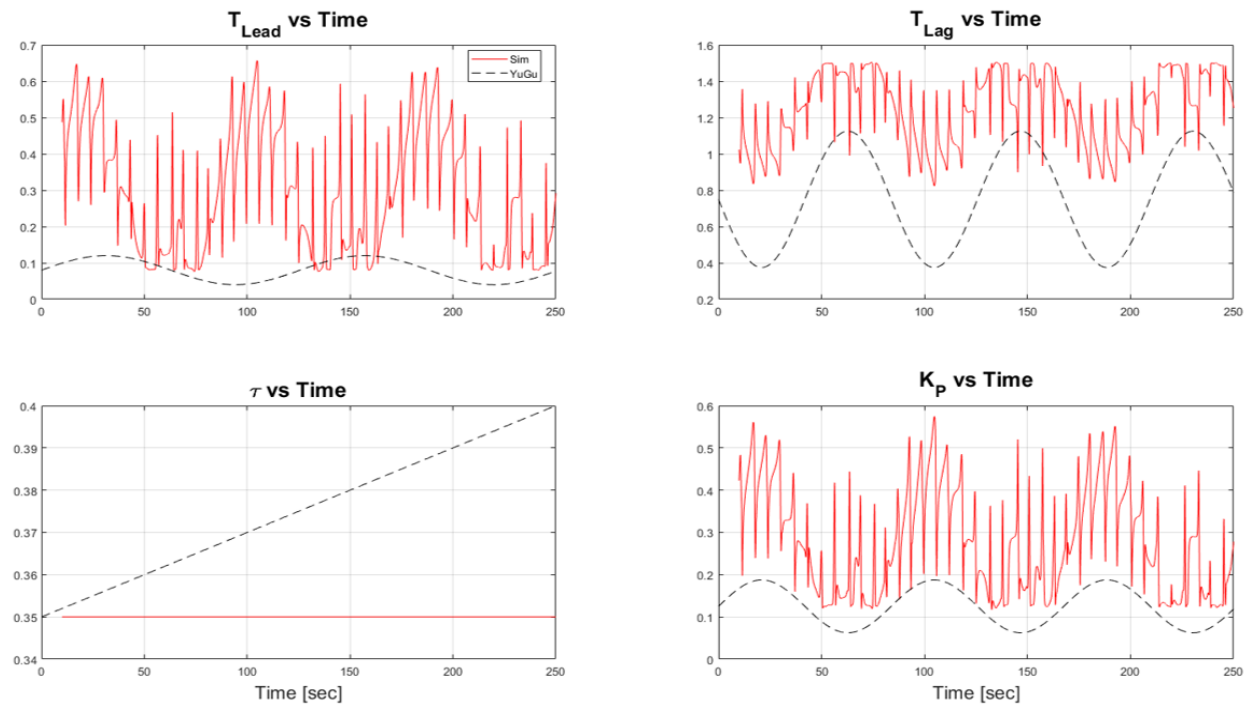 T_Lead vs Time
0.7
0.6
0.5
0.4
0.3
0.2
0.1
0
0 50 100 150 200 250
Sim
YuGu
T_Lag vs Time
1.6
1.4
1.2
1
0.8
0.6
0.4
0.2
0 50 100 150 200 250
τ vs Time
0.4
0.39
0.38
0.37
0.36
0.35
0.34
0 50 100 150 200 250
Time [sec]
K_P vs Time
0.6
0.5
0.4
0.3
0.2
0.1
0
0 50 100 150 200 250
Time [sec]